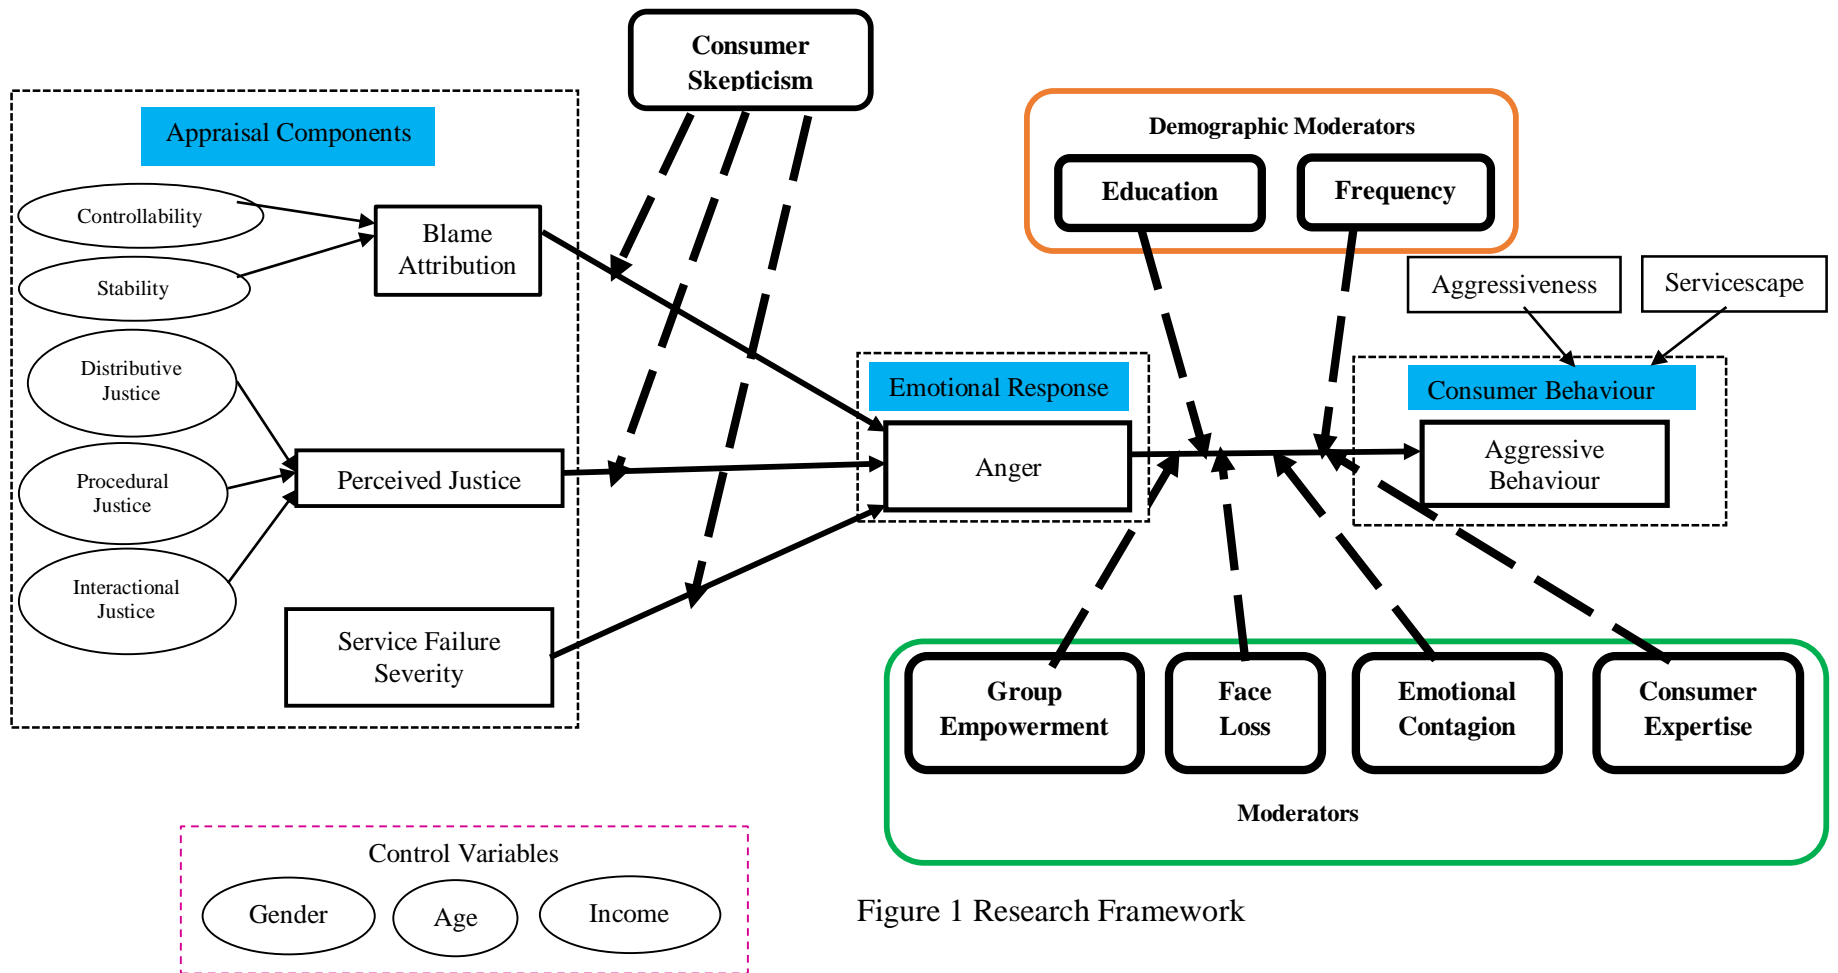 Consumer
Skepticism
Appraisal Components
Controllability
Stability
Blame
Attribution
Distributive
Justice
Procedural
Justice
Interactional
Justice
Perceived Justice
Service Failure
Severity
Emotional Response
Anger
Demographic Moderators
Education
Frequency
Aggressiveness
Servicescape
Consumer Behaviour
Aggressive
Behaviour
Group
Empowerment
Face
Loss
Emotional
Contagion
Consumer
Expertise
Moderators
Control Variables
Gender
Age
Income
Figure 1 Research Framework